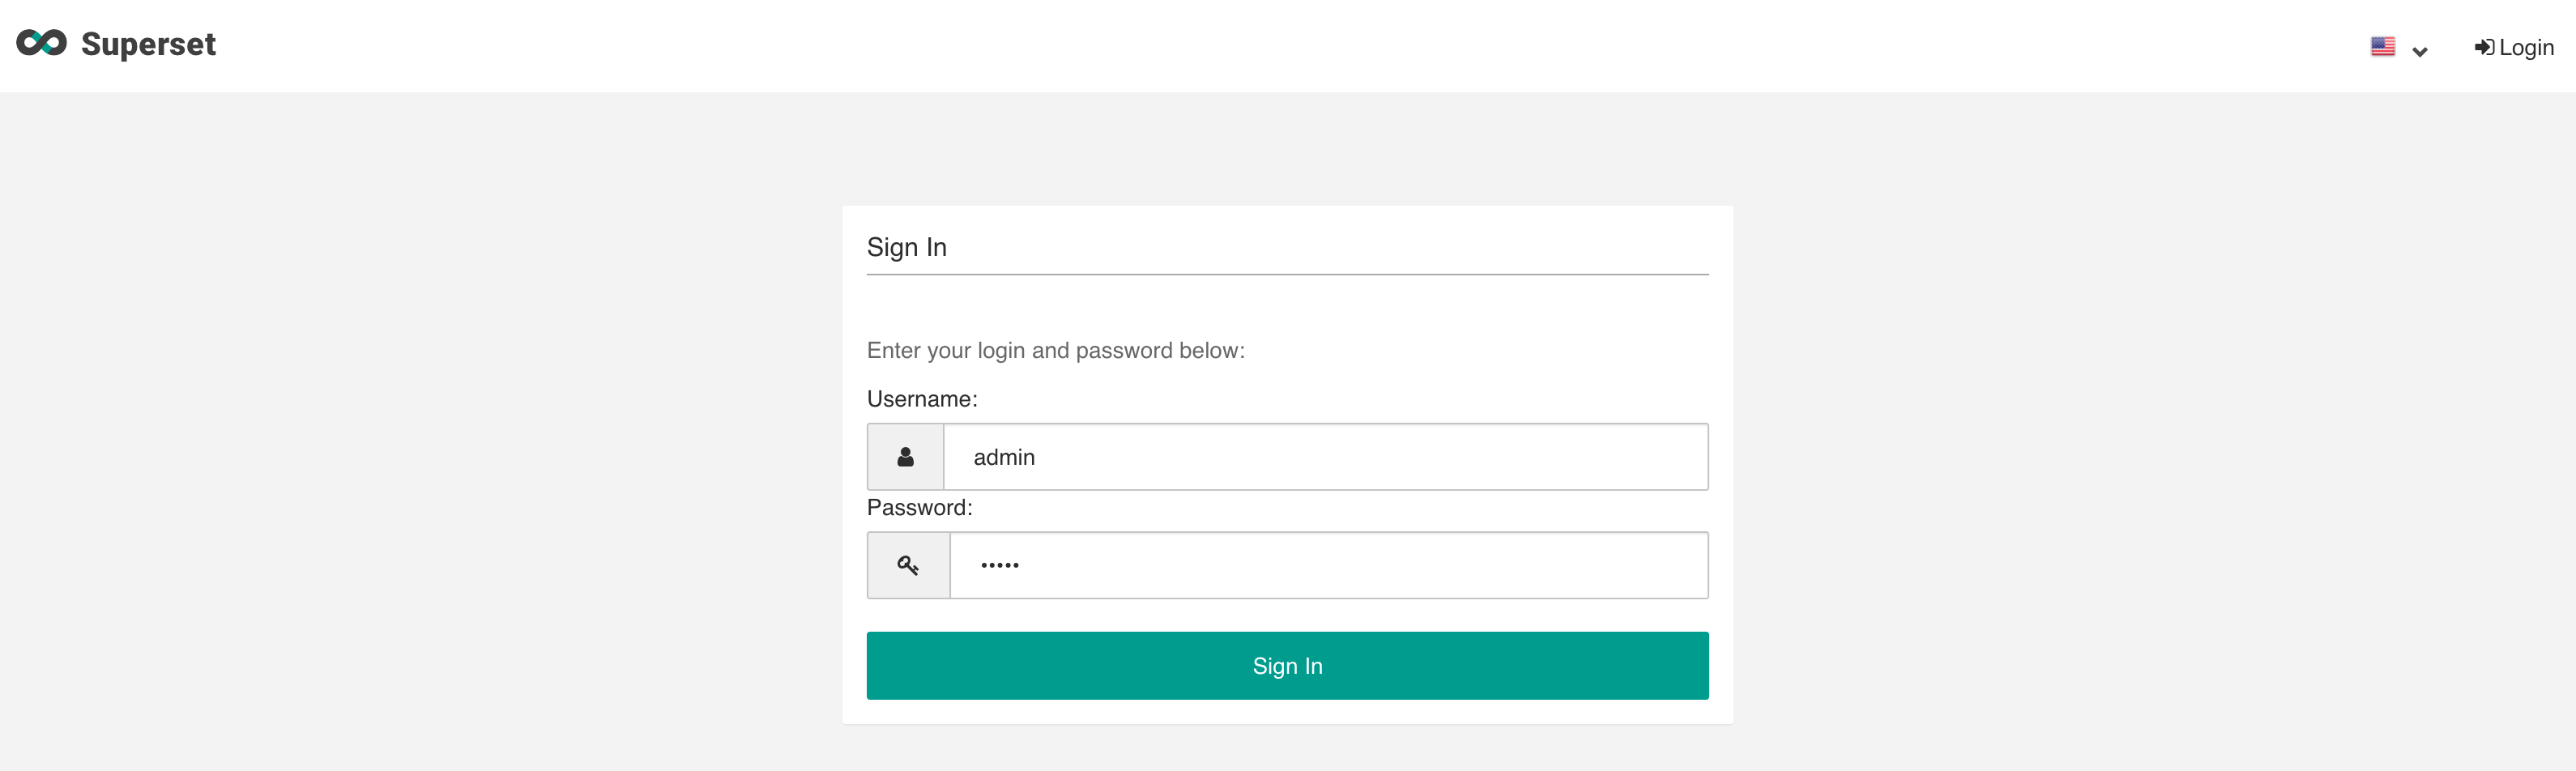 Superset
Login
Sign In
Enter your login and password below:
Username:
admin
Password:
•••••
Sign In